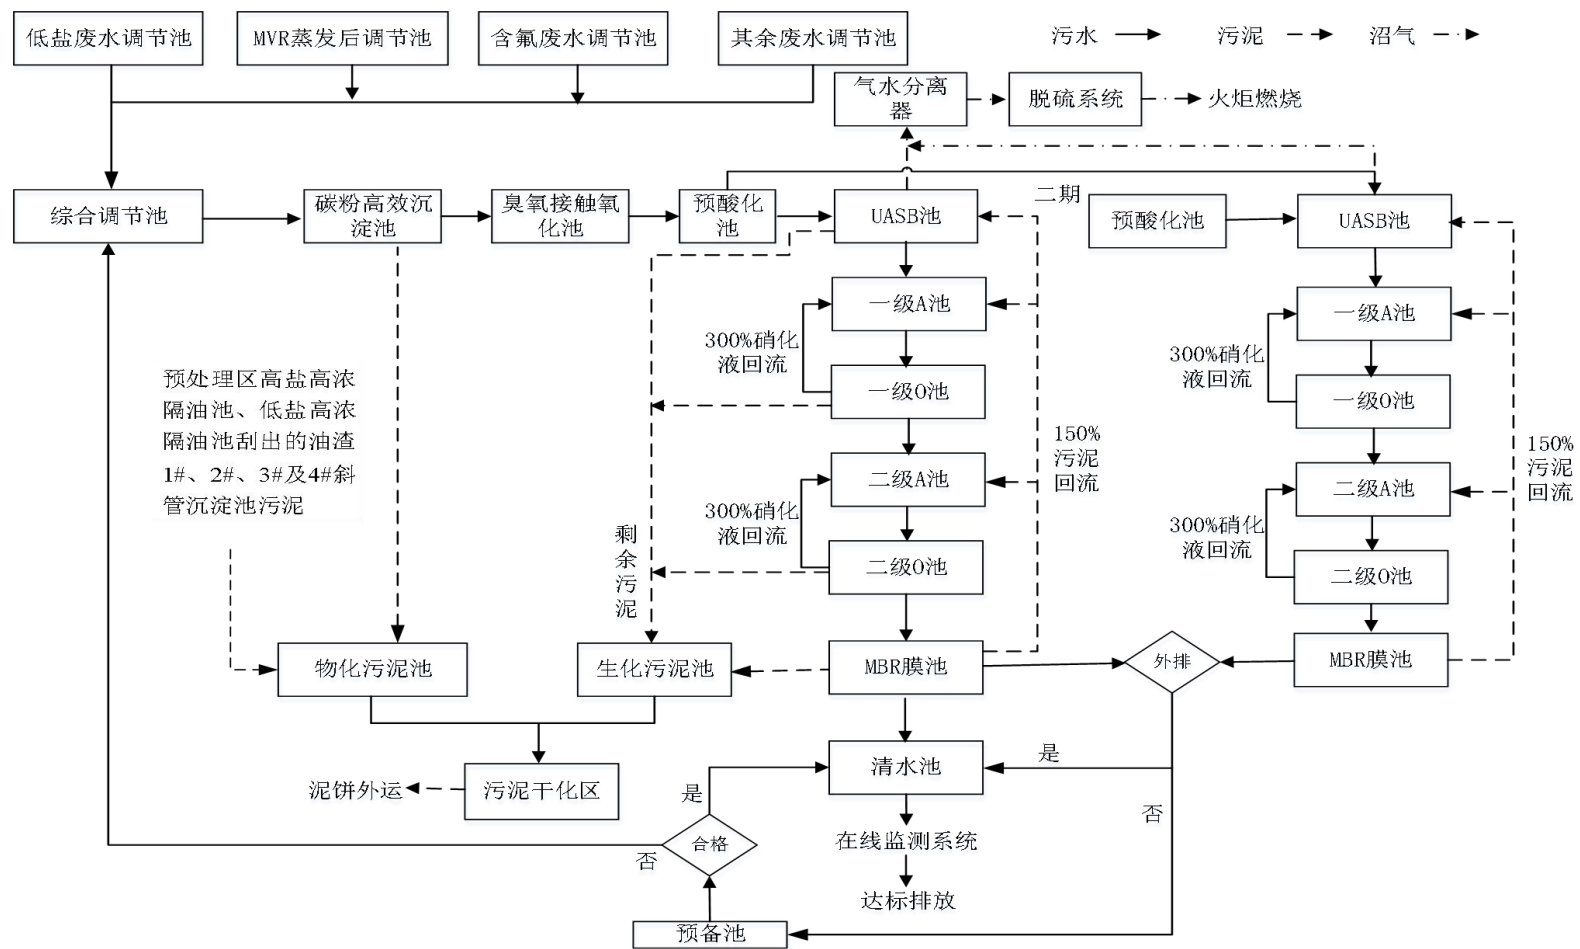 低盐废水调节池
MVR蒸发后调节池
含氟废水调节池
其余废水调节池
污水
污泥
沼气
气水分离
器
脱硫系统
火炬燃烧
综合调节池
碳粉高效沉
淀池
臭氧接触氧
化池
预酸化
池
UASB池
二期
预酸化池
UASB池
一级A池
300%硝化
液回流
一级O池
二级A池
300%硝化
液回流
二级O池
150%
污泥
回流
一级A池
300%硝化
液回流
一级O池
二级A池
300%硝化
液回流
二级O池
150%
污泥
回流
预处理区高盐高浓
隔油池、低盐高浓
隔油池刮出的油渣
1#、2#、3#及4#斜
管沉淀池污泥
剩
余
污
泥
物化污泥池
生化污泥池
MBR膜池
外排
MBR膜池
清水池
是
泥饼外运
污泥干化区
是
否
合格
否
在线监测系统
达标排放
预备池